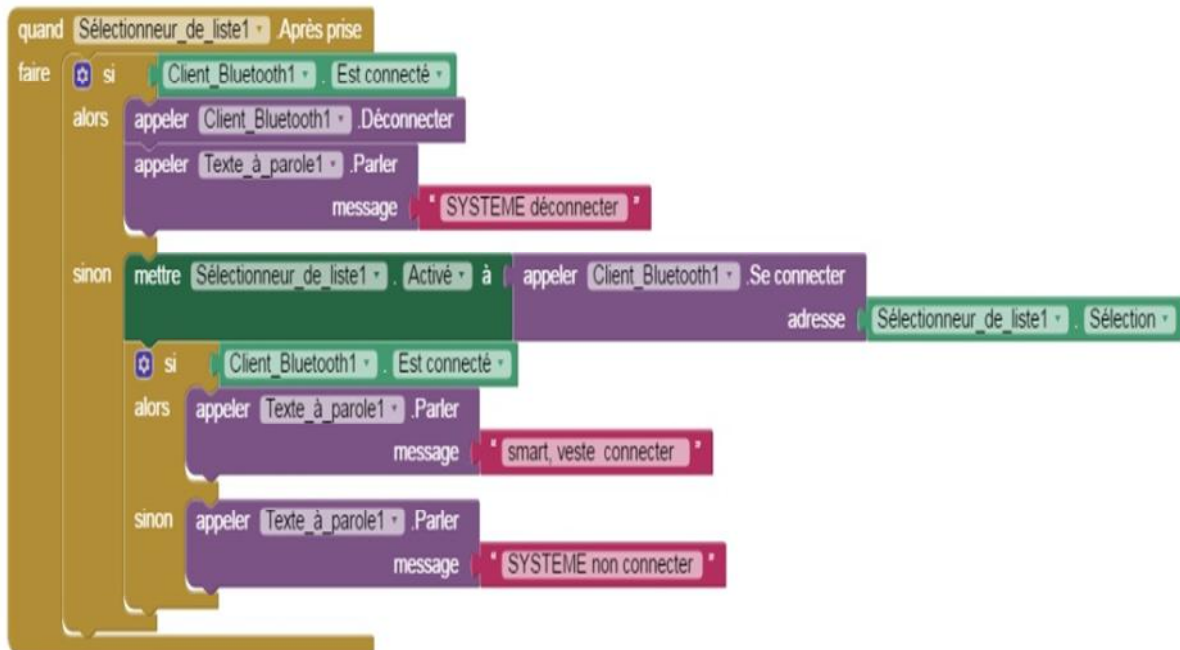 quand Sélectionneur_de_liste1 .Après prise
faire si Client_Bluetooth1 . Est connecté
alors appeler Client_Bluetooth1 .Déconnecter
appeler Texte_à_parole1 .Parler
message " SYSTEME déconnecter "
sinon mettre Sélectionneur_de_liste1 . Activé à appeler Client_Bluetooth1 .Se connecter
adresse Sélectionneur_de_liste1 . Sélection
si Client_Bluetooth1 . Est connecté
alors appeler Texte_à_parole1 .Parler
message " smart, veste connecter "
sinon appeler Texte_à_parole1 .Parler
message " SYSTEME non connecter "